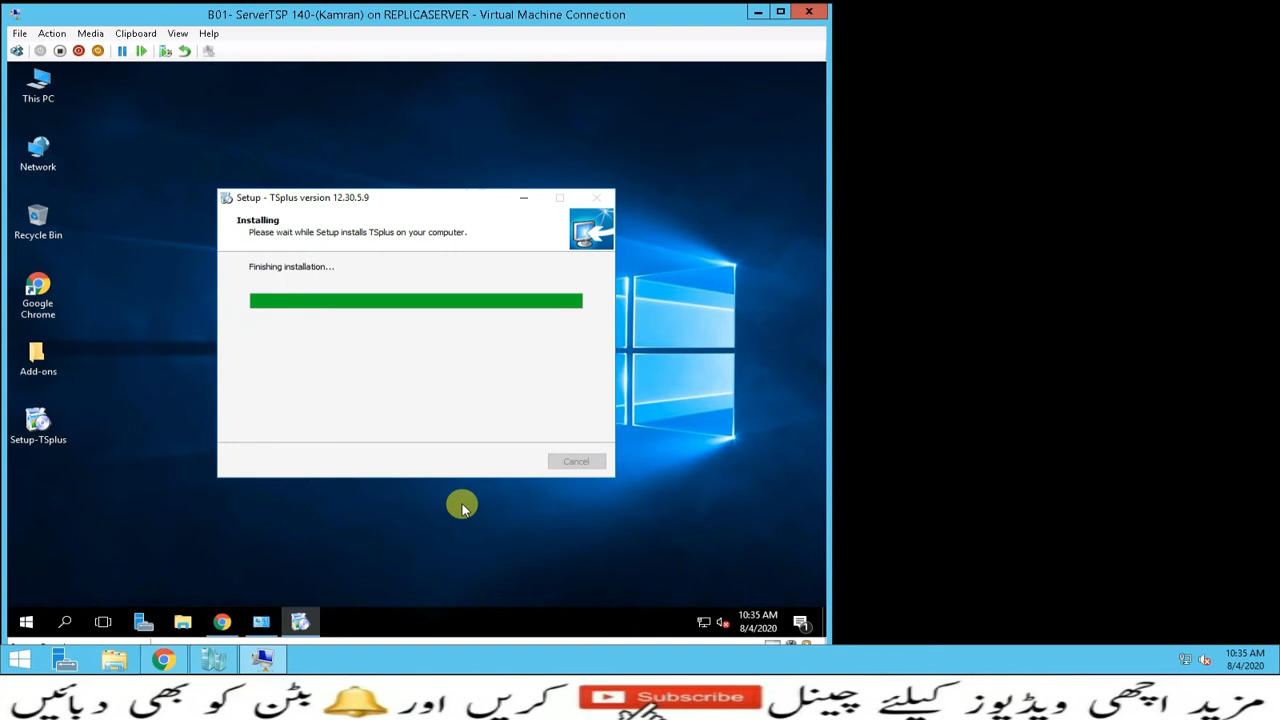 B01- ServerTSP 140-(Kamran) on REPLICASERVER - Virtual Machine Connection
File Action Media Clipboard View Help
This PC
Network
Recycle Bin
Google
Chrome
Add-ons
Setup-TSplus
Setup - TSplus version 12.30.5.9
Installing
Please wait while Setup installs TSplus on your computer.
Finishing installation...
Cancel
10:35 AM
8/4/2020
1
10:35 AM
8/4/2020
مزید اچھی ویڈیوز کیلئے چینل Subscribe کریں اور بٹن کو بھی دبائیں